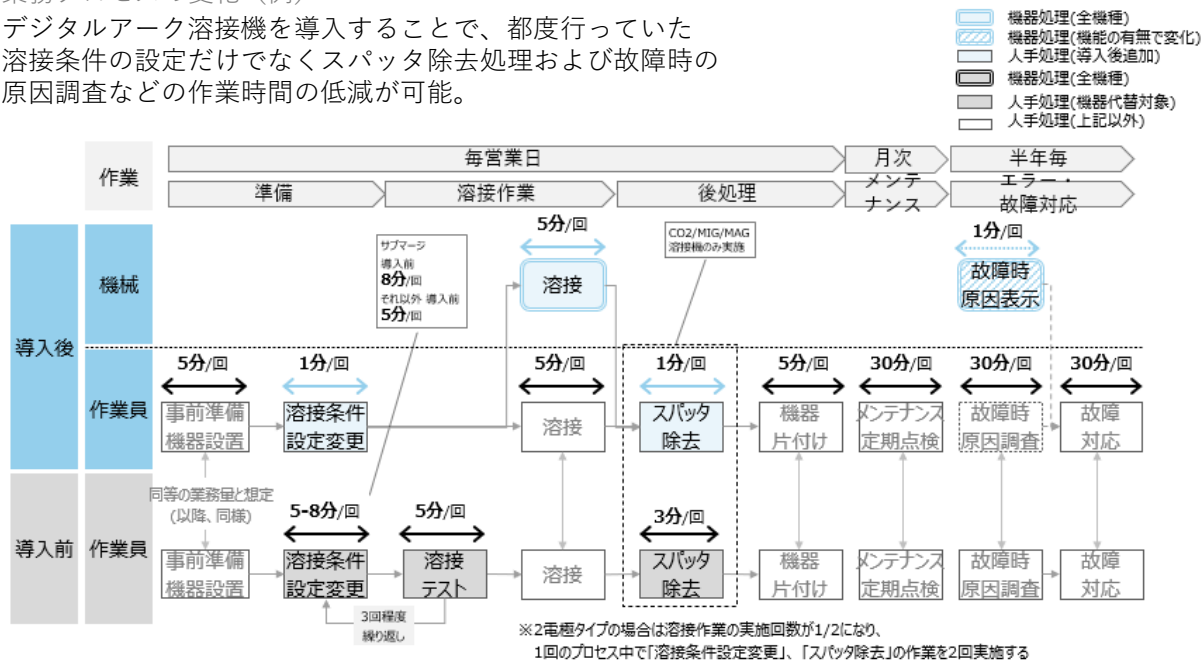 デジタルアーク溶接機を導入することで、都度行っていた
溶接条件の設定だけでなくスパッタ除去処理および故障時の
原因調査などの作業時間の低減が可能。
機器処理(全機種)
機器処理(機能の有無で変化)
人手処理(導入後追加)
機器処理(全機種)
人手処理(機器代替対象)
人手処理(上記以外)
作業
毎営業日
月次
半年毎
準備
溶接作業
後処理
メンテ
ナンス
エラー・
故障対応
導入後
機械
サブマージ
導入前
8分/回
それ以外 導入前
5分/回
5分/回
溶接
CO2/MIG/MAG
溶接機のみ実施
1分/回
故障時
原因表示
作業員
5分/回
事前準備
機器設置
1分/回
溶接条件
設定変更
5分/回
溶接
1分/回
スパッタ
除去
5分/回
機器
片付け
30分/回
メンテナンス
定期点検
30分/回
故障時
原因調査
30分/回
故障
対応
同等の業務量と想定
(以降、同様)
導入前
作業員
事前準備
機器設置
5-8分/回
溶接条件
設定変更
5分/回
溶接
テスト
3回程度
繰り返し
溶接
3分/回
スパッタ
除去
機器
片付け
メンテナンス
定期点検
故障時
原因調査
故障
対応
※2電極タイプの場合は溶接作業の実施回数が1/2になり、
1回のプロセス中で「溶接条件設定変更」、「スパッタ除去」の作業を2回実施する